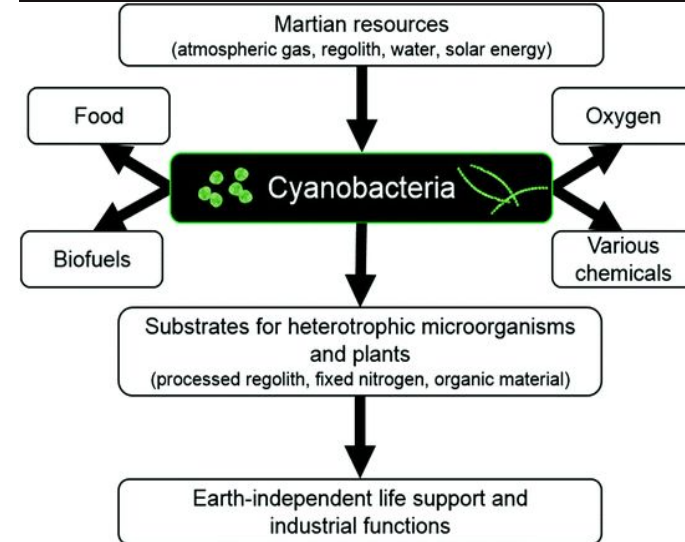 Martian resources
(atmospheric gas, regolith, water, solar energy)
Food
Oxygen
Cyanobacteria
Biofuels
Various
chemicals
Substrates for heterotrophic microorganisms
and plants
(processed regolith, fixed nitrogen, organic material)
Earth-independent life support and
industrial functions